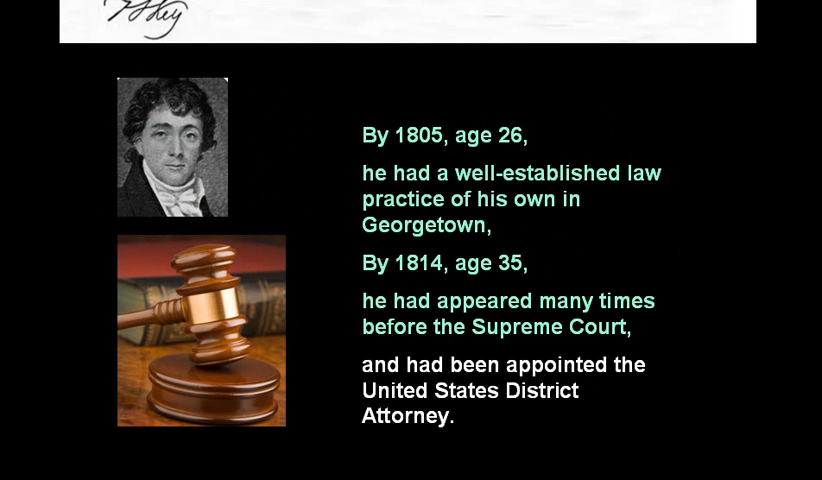 By 1805, age 26,
he had a well-established law
practice of his own in
Georgetown,
By 1814, age 35,
he had appeared many times
before the Supreme Court,
and had been appointed the
United States District
Attorney.